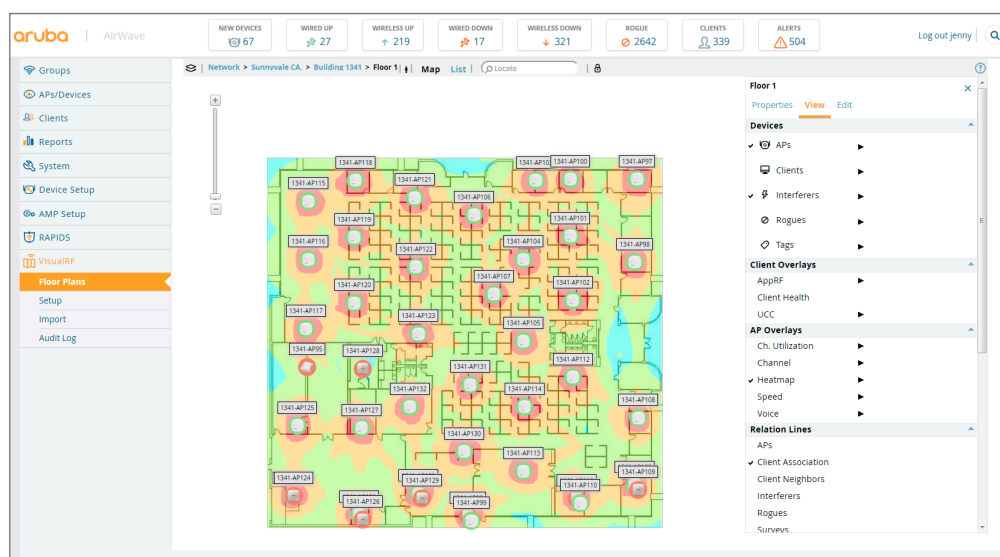 aruba | AirWave
NEW DEVICES
67
WIRED UP
27
WIRELESS UP
219
WIRED DOWN
17
WIRELESS DOWN
321
ROGUE
2642
CLIENTS
339
ALERTS
504
Log out jenny
Groups
APs/Devices
Clients
Reports
System
Device Setup
AMP Setup
RAPIDS
VisualRF
Floor Plans
Setup
Import
Audit Log
Network > Sunnyvale CA. > Building 1341 > Floor 1 | Map List | Locate
1341-AP118
1341-AP100
1341-AP97
1341-AP115
1341-AP121
1341-AP106
1341-AP119
1341-AP101
1341-AP116
1341-AP122
1341-AP104
1341-AP98
1341-AP120
1341-AP107
1341-AP102
1341-AP117
1341-AP123
1341-AP105
1341-AP95
1341-AP128
1341-AP112
1341-AP131
1341-AP132
1341-AP114
1341-AP108
1341-AP125
1341-AP127
1341-AP130
1341-AP113
1341-AP124
1341-AP129
1341-AP109
1341-AP110
1341-AP126
1341-AP99
Floor 1
Properties View Edit
Devices
APs
Clients
Interferers
Rogues
Tags
Client Overlays
AppRF
Client Health
UCC
AP Overlays
Ch. Utilization
Channel
Heatmap
Speed
Voice
Relation Lines
APs
Client Association
Client Neighbors
Interferers
Rogues
Surveys